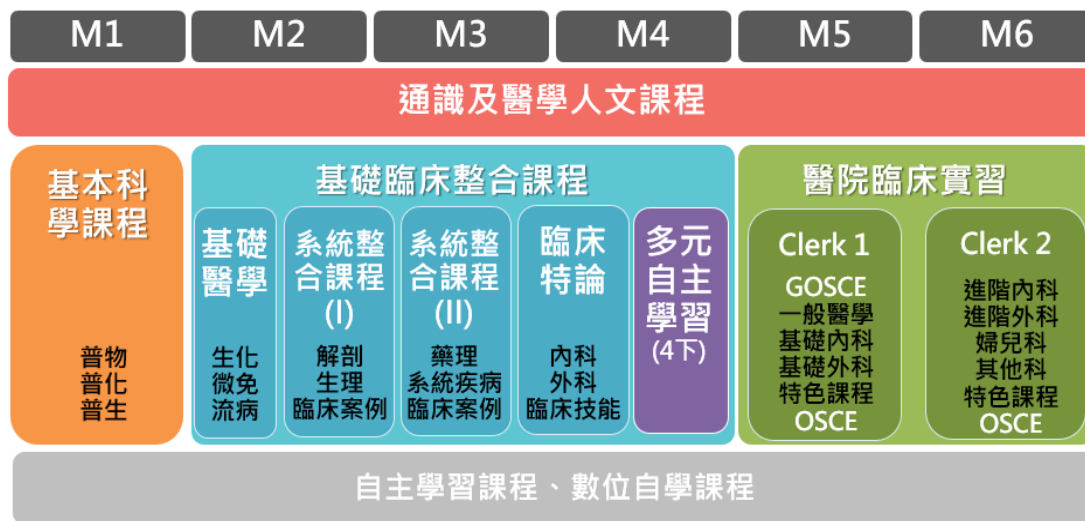 M1
M2
M3
M4
M5
M6
通識及醫學人文課程
基本科
學課程
普物
普化
普生
基礎臨床整合課程
基礎
醫學
生化
微免
流病
系統整
合課程
(I)
解剖
生理
臨床案例
系統整
合課程
(II)
藥理
系統疾病
臨床案例
臨床
特論
內科
外科
臨床技能
多元
自主
學習
(4下)
醫院臨床實習
Clerk 1
GOSCE
一般醫學
基礎內科
基礎外科
特色課程
OSCE
Clerk 2
進階內科
進階外科
婦兒科
其他科
特色課程
OSCE
自主學習課程、數位自學課程